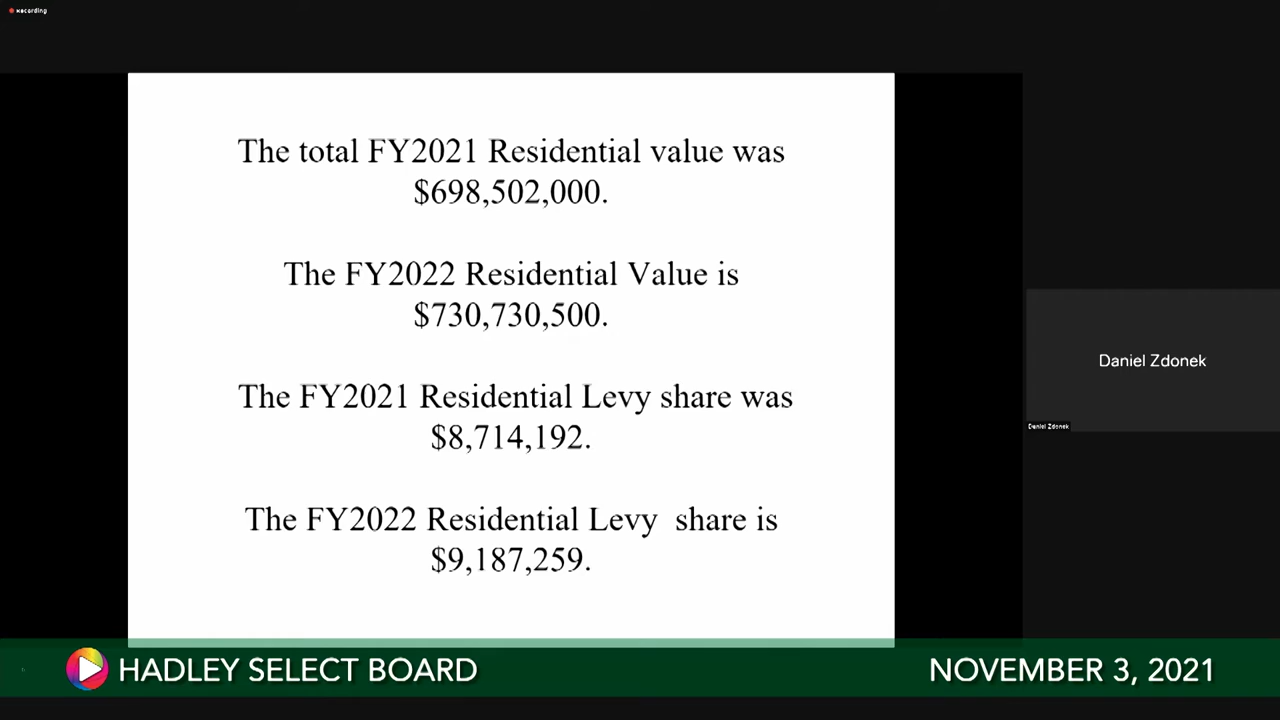 Recording
The total FY2021 Residential value was
$698,502,000.
The FY2022 Residential Value is
$730,730,500.
The FY2021 Residential Levy share was
$8,714,192.
The FY2022 Residential Levy share is
$9,187,259.
Daniel Zdonek
Daniel Zdonek
HADLEY SELECT BOARD
NOVEMBER 3, 2021